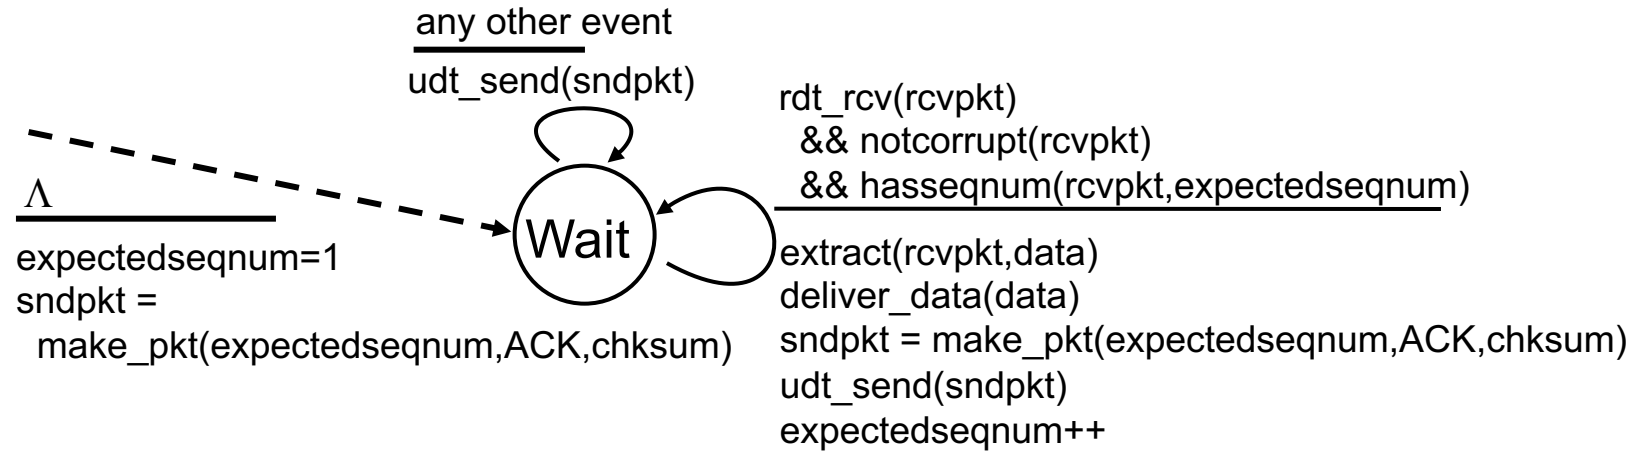 any other event
udt_send(sndpkt)
rdt_rcv(rcvpkt)
&& notcorrupt(rcvpkt)
&& hasseqnum(rcvpkt,expectedseqnum)
Λ
Wait
expectedseqnum=1
sndpkt =
make_pkt(expectedseqnum,ACK,chksum)
extract(rcvpkt,data)
deliver_data(data)
sndpkt = make_pkt(expectedseqnum,ACK,chksum)
udt_send(sndpkt)
expectedseqnum++